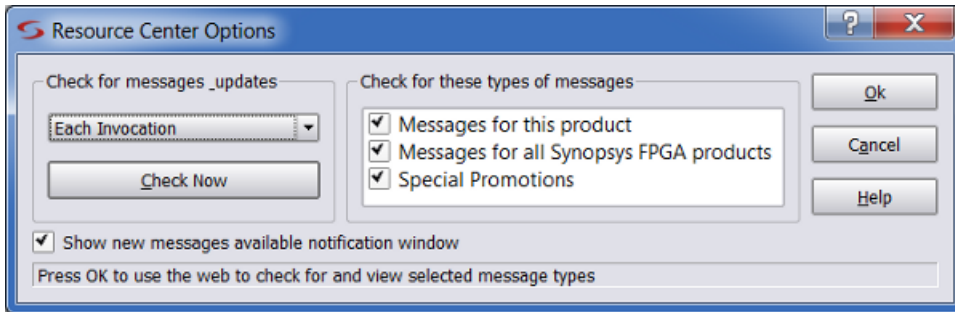 Resource Center Options
?
X
Check for messages _updates
Each Invocation
Check Now
Check for these types of messages
Messages for this product
Messages for all Synopsys FPGA products
Special Promotions
Ok
Cancel
Help
Show new messages available notification window
Press OK to use the web to check for and view selected message types